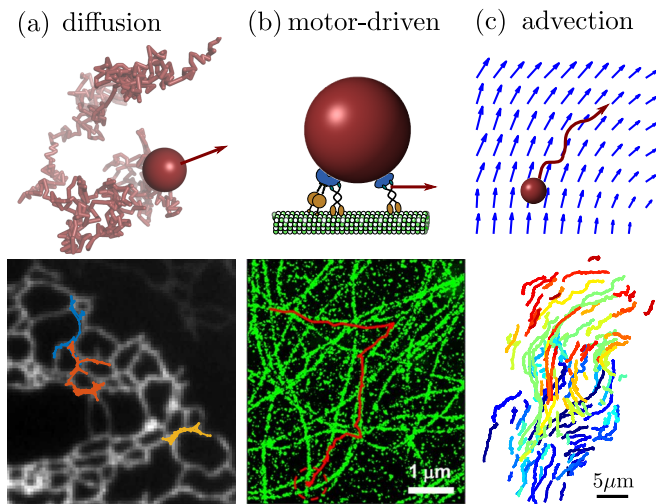 (a) diffusion
(b) motor-driven
(c) advection
1 μm
5μm